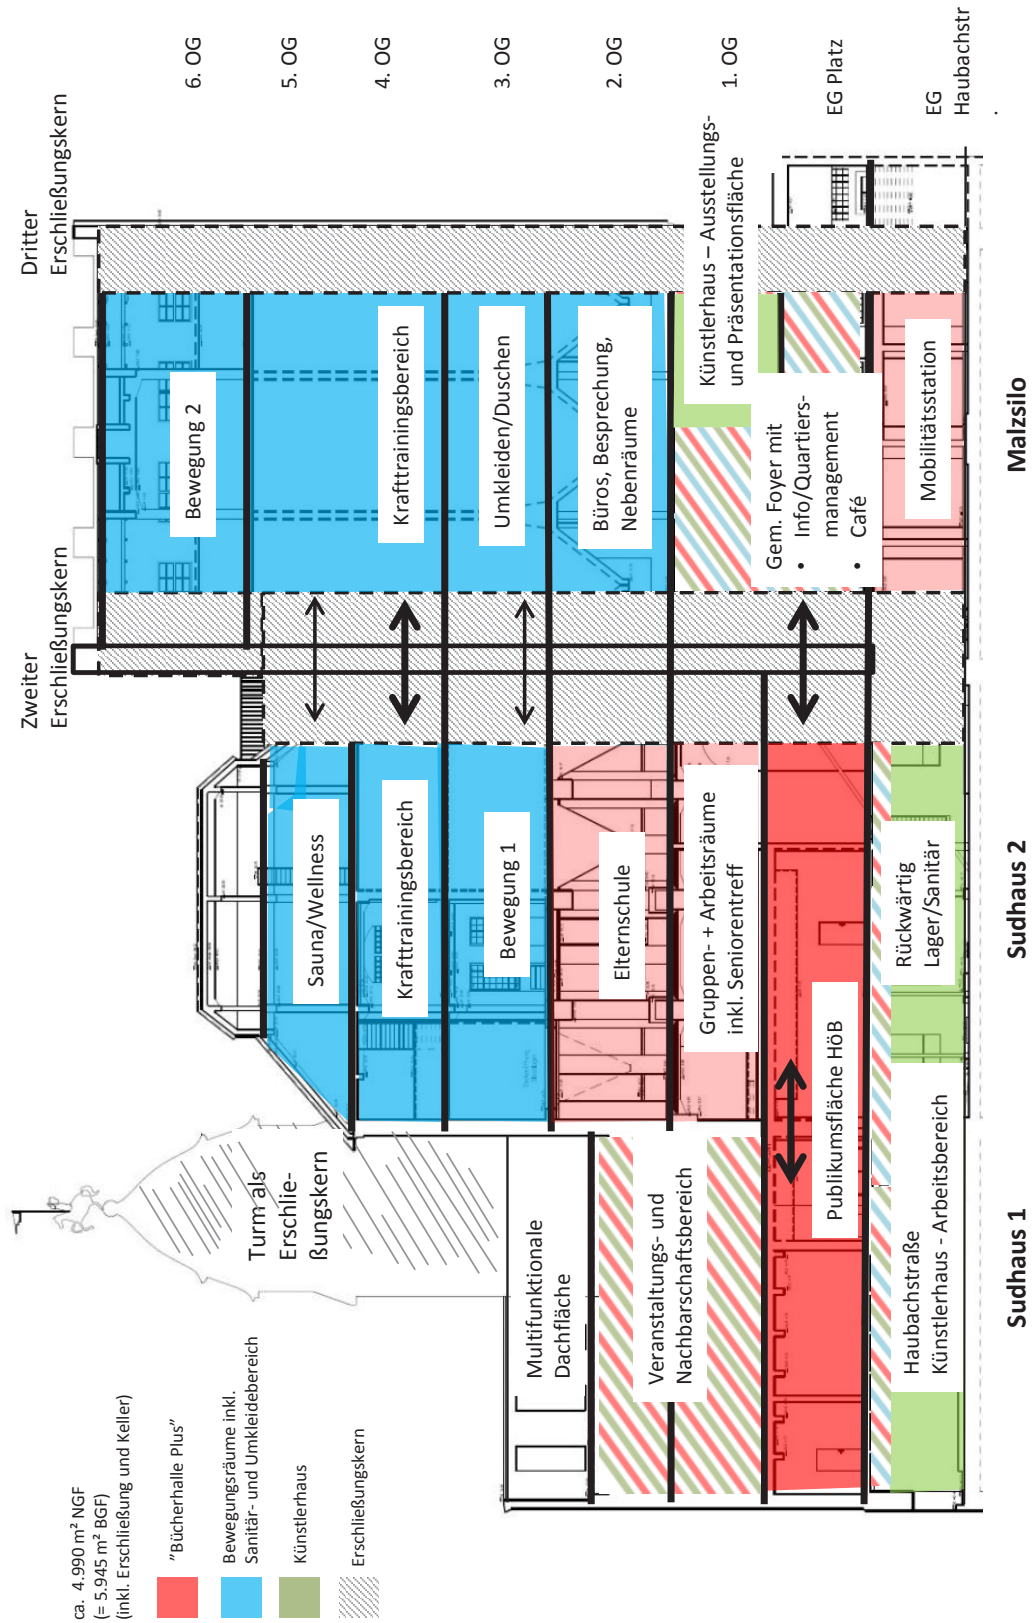 ca. 4.990 m² NGF
(= 5.945 m² BGF)
(inkl. Erschließung und Keller)
"Bücherhalle Plus"
Bewegungsräume inkl.
Sanitär- und Umkleidebereich
Künstlerhaus
Erschließungskern
Zweiter
Erschließungskern
Dritter
Erschließungskern
6. OG
5. OG
4. OG
3. OG
2. OG
1. OG
EG Platz
EG
Haubachstr
.
Turm als
Erschlie-
ßungskern
Multifunktionale
Dachfläche
Veranstaltungs- und
Nachbarschaftsbereich
Publikumsfläche HöB
Haubachstraße
Künstlerhaus - Arbeitsbereich
Sauna/Wellness
Krafttrainingsbereich
Bewegung 1
Elternschule
Gruppen- + Arbeitsräume
inkl. Seniorentreff
Rückwärtig
Lager/Sanitär
Bewegung 2
Krafttrainingsbereich
Umkleiden/Duschen
Büros, Besprechung,
Nebenräume
Künstlerhaus – Ausstellungs-
und Präsentationsfläche
Gem. Foyer mit
• Info/Quartiers-
management
• Café
Mobilitätsstation
Sudhaus 1
Sudhaus 2
Malzsilo